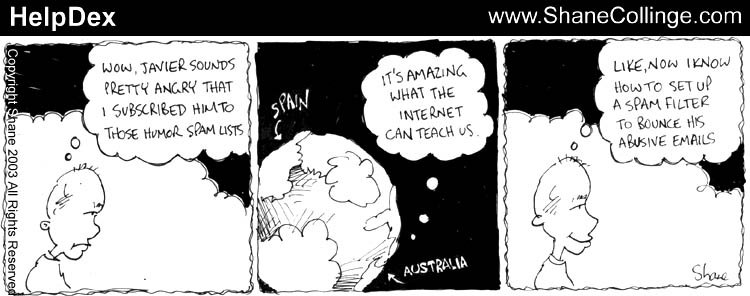 HelpDex
www.ShaneCollinge.com
Copyright Shane 2003 All Rights Reserved
WOW, JAVIER SOUNDS
PRETTY ANGRY THAT
I SUBSCRIBED HIM TO
THOSE HUMOR SPAM LISTS
SPAIN
IT'S AMAZING
WHAT THE
INTERNET
CAN TEACH US.
AUSTRALIA
LIKE, NOW I KNOW
HOW TO SET UP
A SPAM FILTER
TO BOUNCE HIS
ABUSIVE EMAILS
Shane